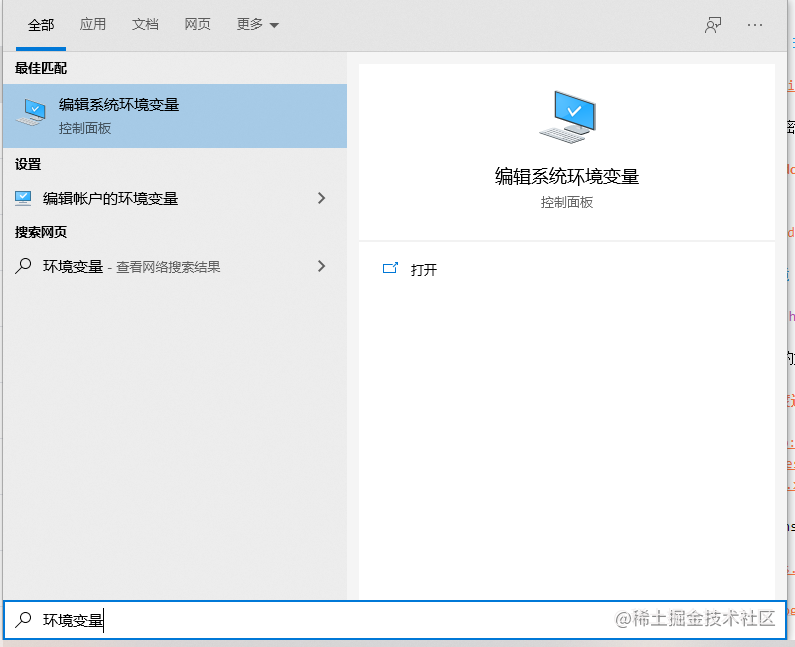 全部 应用 文档 网页 更多 ...
最佳匹配
编辑系统环境变量
控制面板
设置
编辑帐户的环境变量
搜索网页
环境变量 - 查看网络搜索结果
编辑系统环境变量
控制面板
打开
环境变量
@稀土掘金技术社区